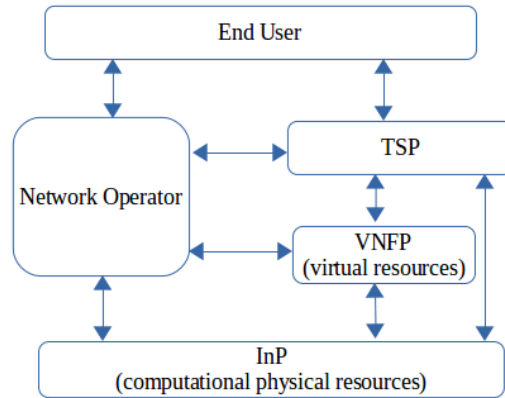 End User
TSP
Network Operator
VNFP
(virtual resources)
InP
(computational physical resources)